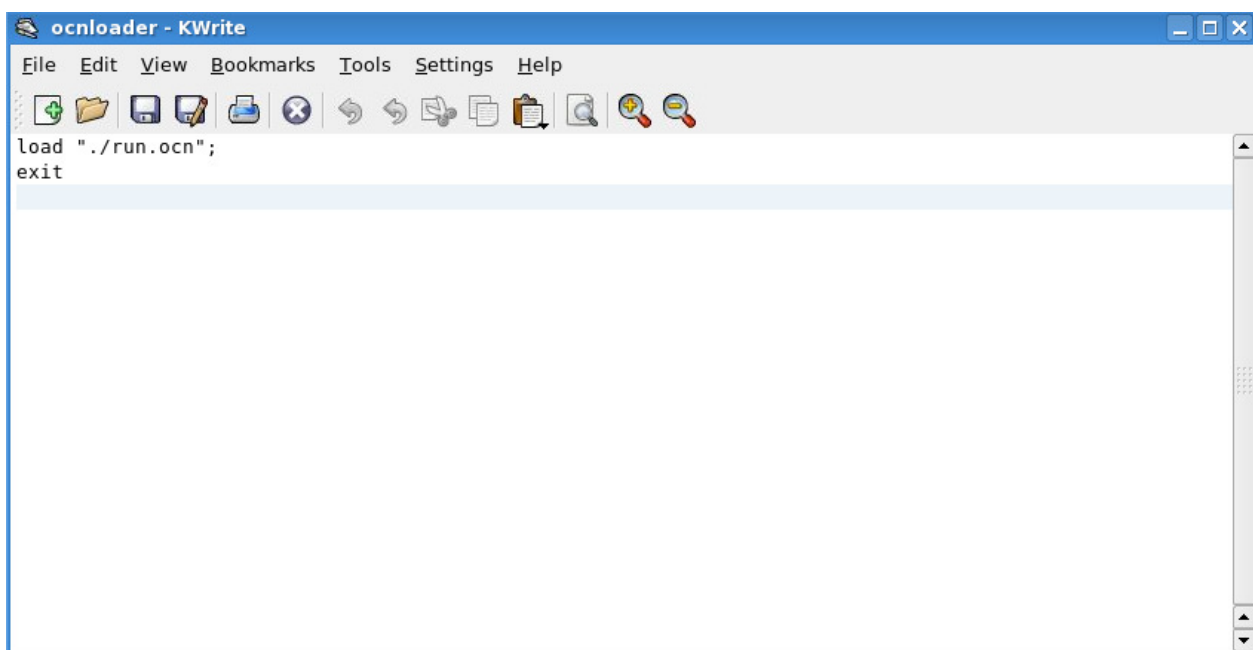 ocnloader - KWrite
File Edit View Bookmarks Tools Settings Help
load "./run.ocn";
exit